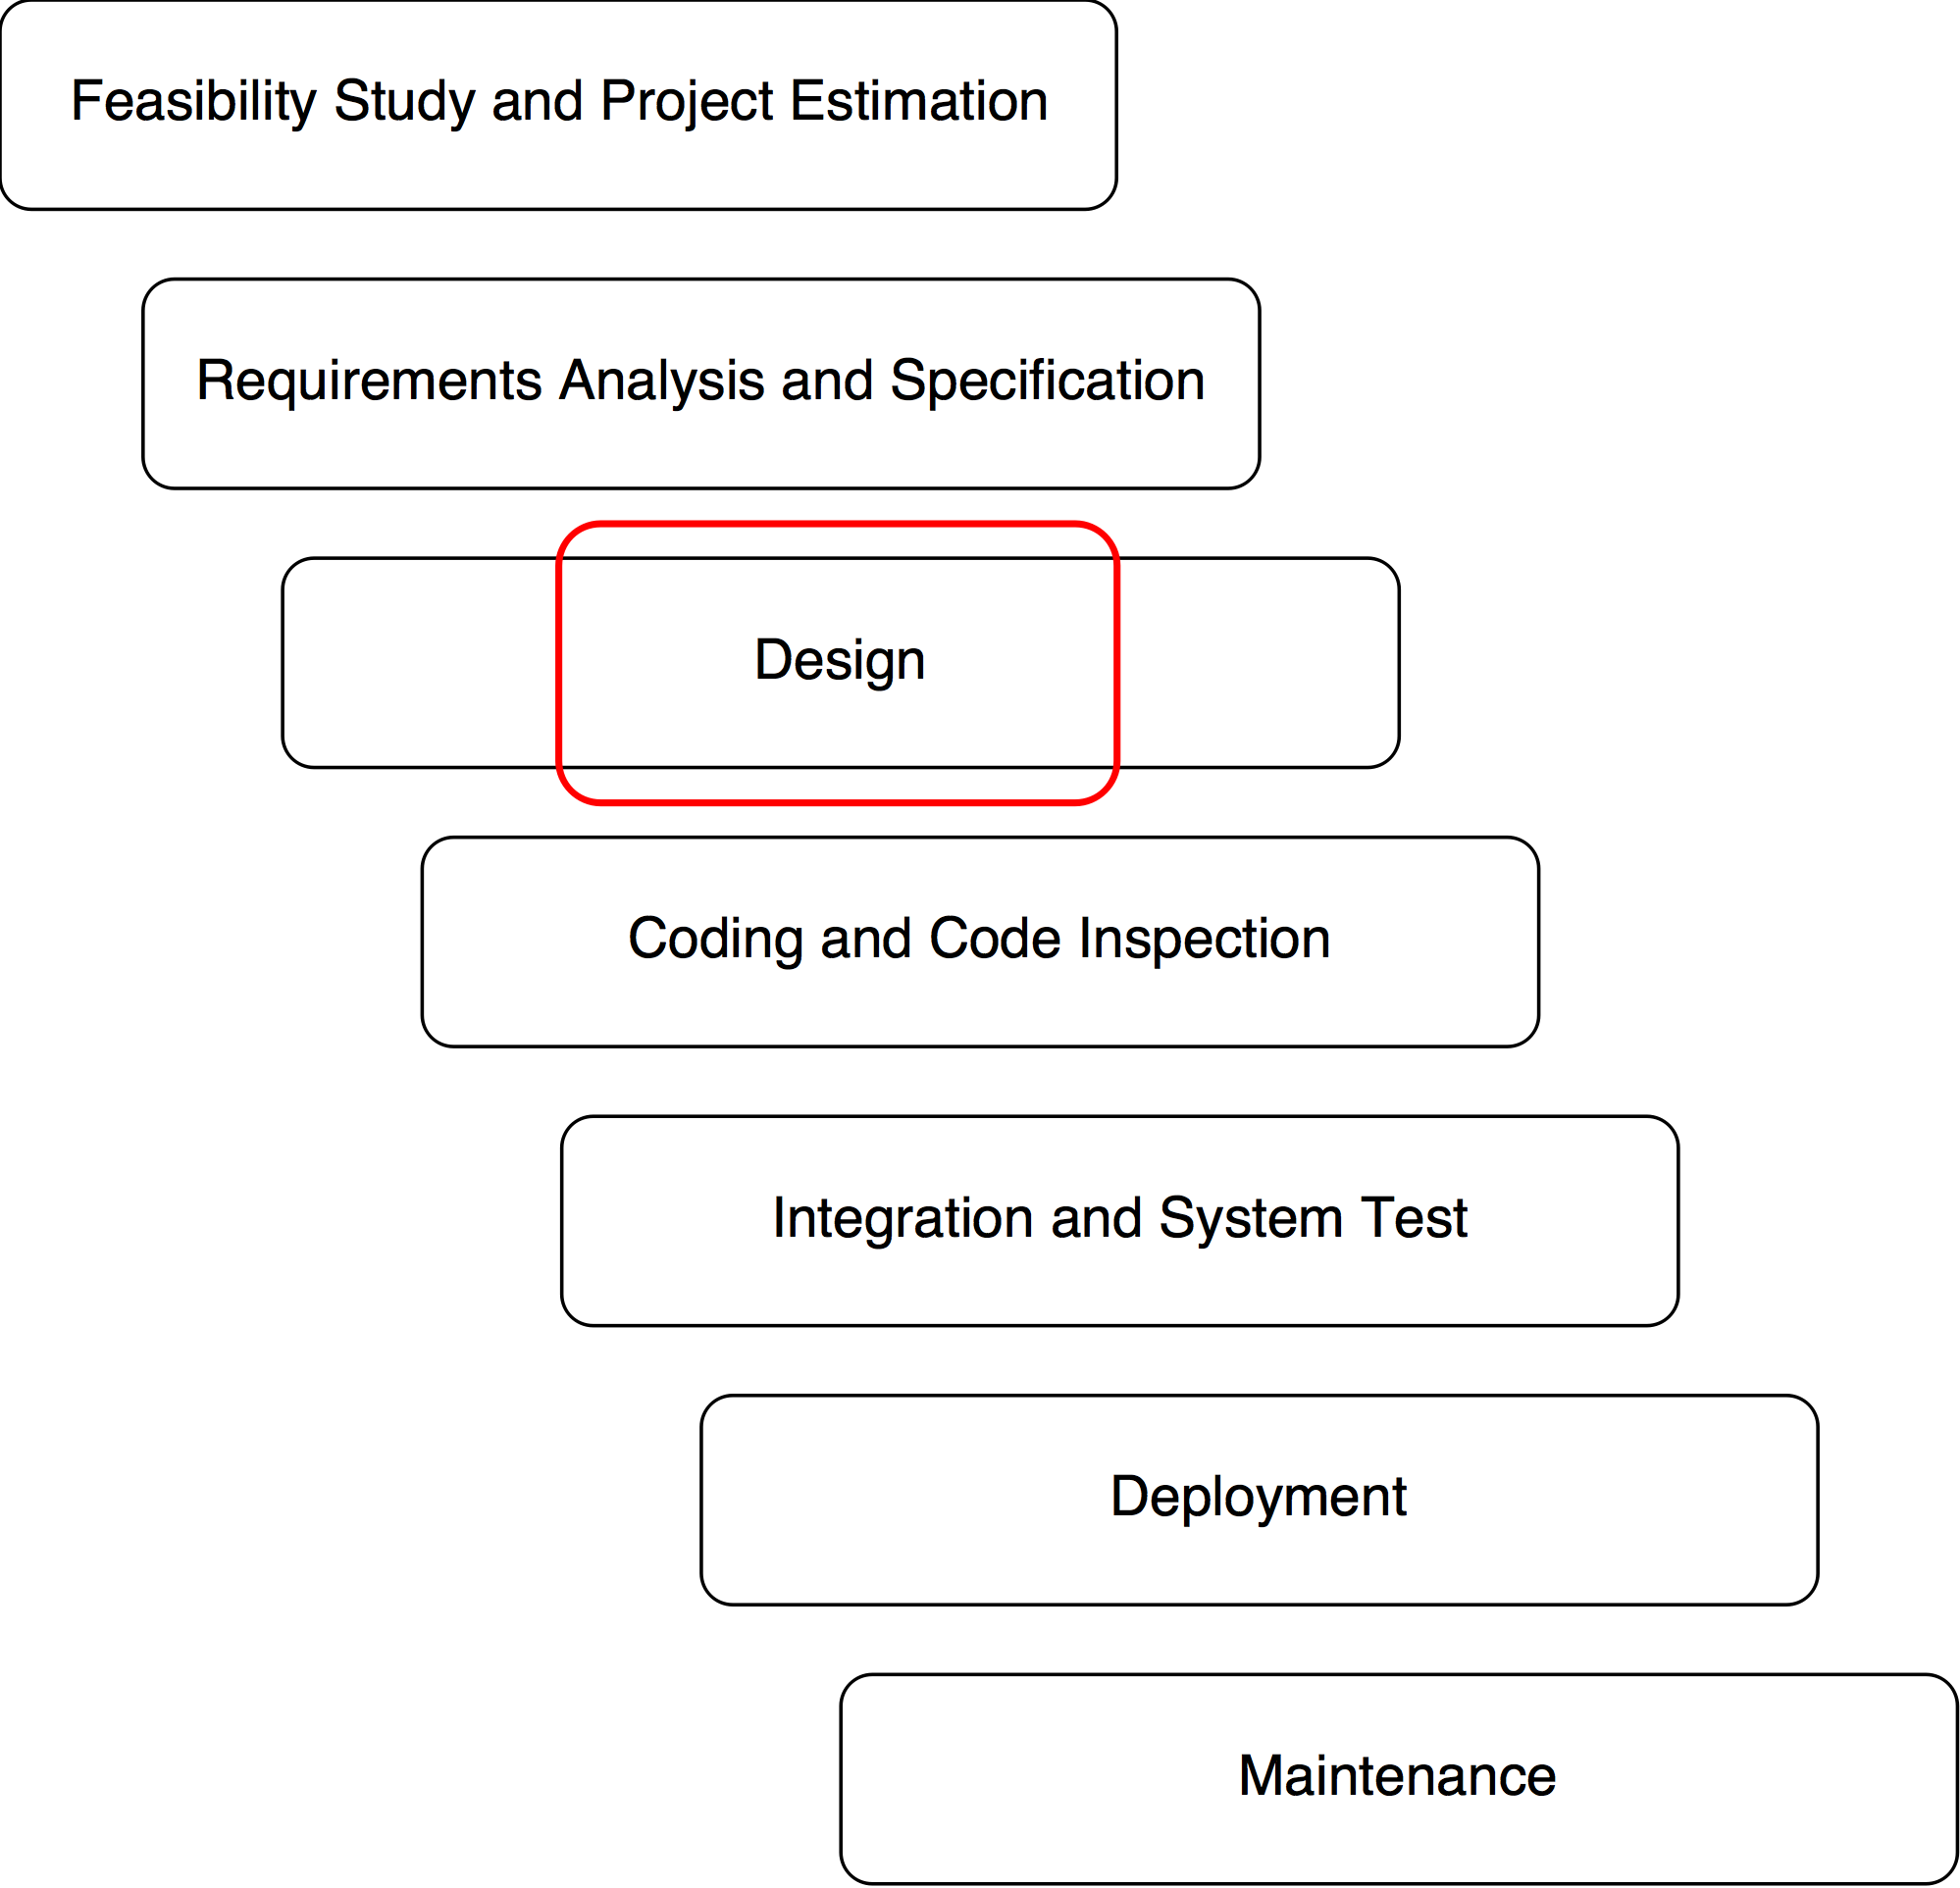 Feasibility Study and Project Estimation
Requirements Analysis and Specification
Design
Coding and Code Inspection
Integration and System Test
Deployment
Maintenance